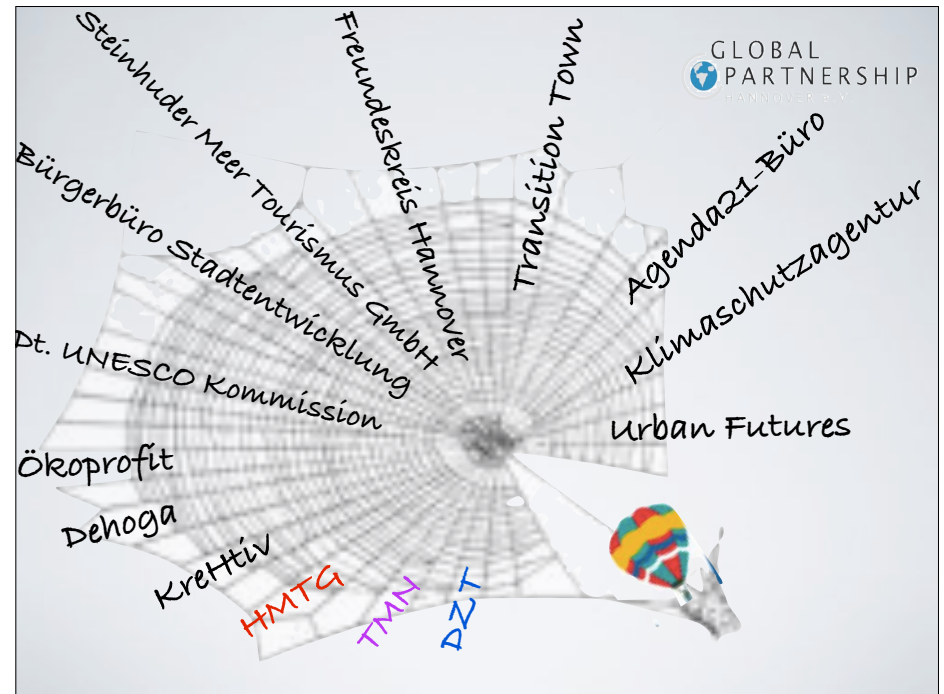 Steinhuder Meer Tourismus GmbH
Freundeskreis Hannover
Transition Town
GLOBAL
PARTNERSHIP
HANNOVER e.V.
Agenda21-Büro
Bürgerbüro Stadtentwicklung
Klimaschutzagentur
Dt. UNESCO Kommission
Urban Futures
Ökoprofit
Dehoga
KreHtiv
HMTG
TMN
DZT